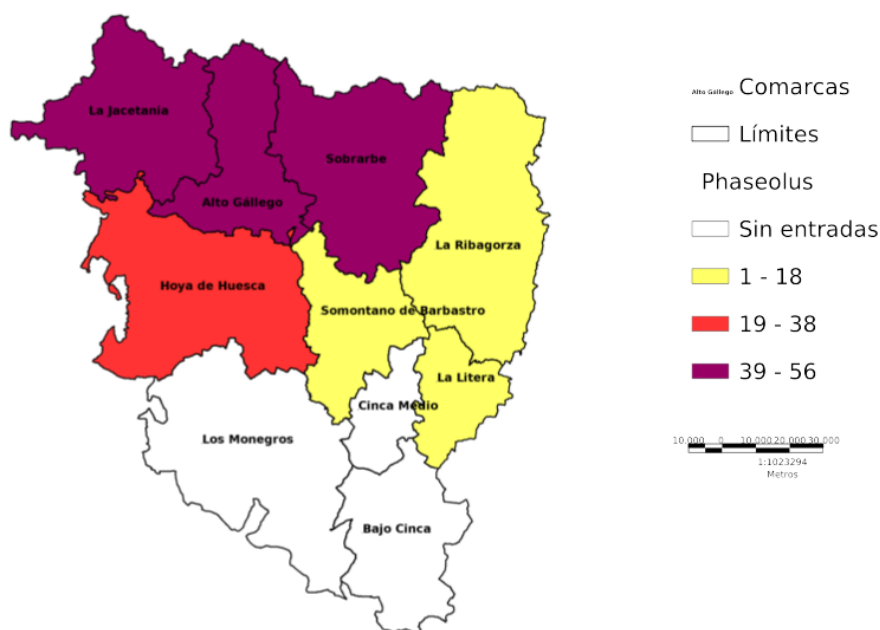 La Jacetania
Sobrarbe
Alto Gállego
La Ribagorza
Hoya de Huesca
Somontano de Barbastro
La Litera
Cinca Medio
Los Monegros
Bajo Cinca
Alto Gállego Comarcas
Límites
Phaseolus
Sin entradas
1 - 18
19 - 38
39 - 56
10.000 0 10.000 20.000 30.000
1:1023294
Metros